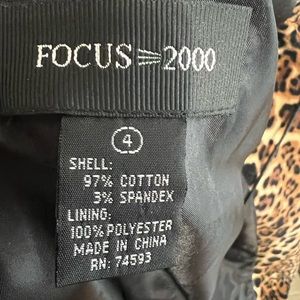 FOCUS 2000
4
SHELL:
97% COTTON
3% SPANDEX
LINING:
100% POLYESTER
MADE IN CHINA
RN: 74593